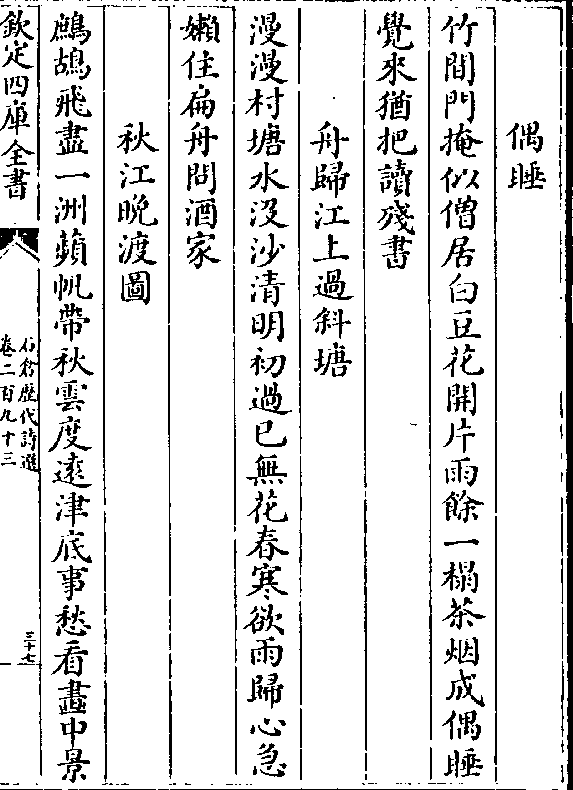 偶睡
竹間門掩似僧居白豆花開片雨餘一榻茶烟成偶睡
覺來猶把讀殘書
舟歸江上過斜塘
漫漫村塘水没沙清明初過已無花春寒欲雨歸心急
嬾住扁舟問酒家
秋江晚渡圖
鷓鴣飛盡一洲蘋帆帶秋雲度遠津底事愁看畫中景
欽定四庫全書
石倉歷代詩選
卷二百九十三
三十七